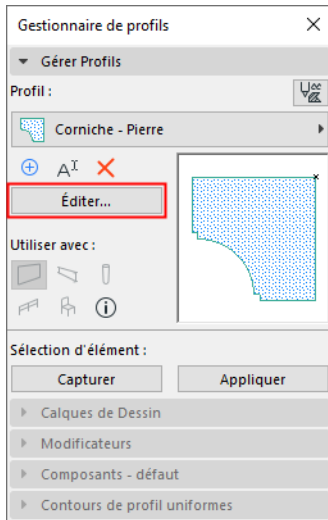 Gestionnaire de profils
Gérer Profils
Profil :
Corniche - Pierre
Éditer...
Utiliser avec :
Sélection d'élément :
Capturer
Appliquer
Calques de Dessin
Modificateurs
Composants - défaut
Contours de profil uniformes